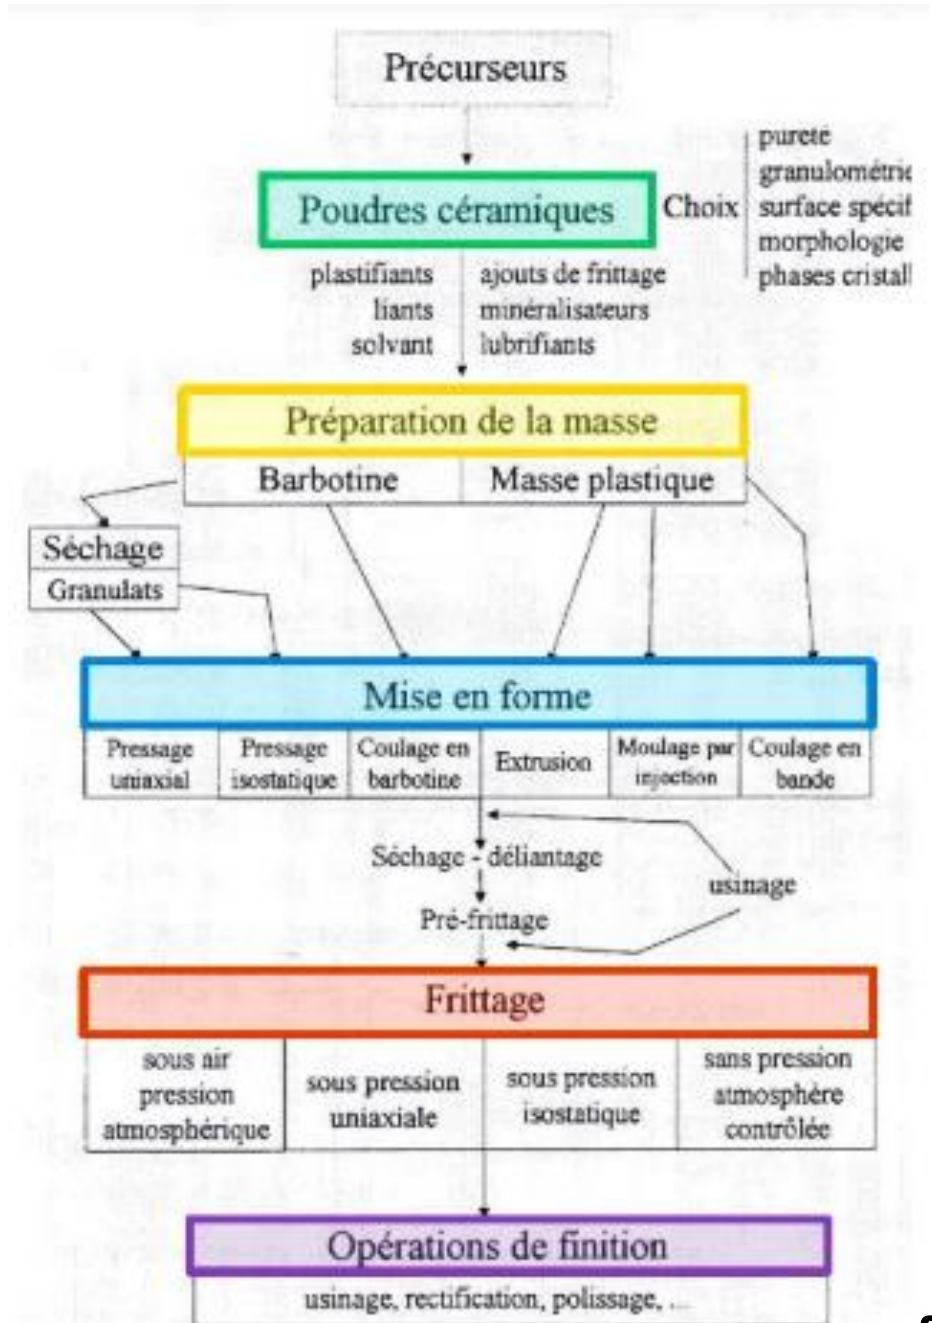 Précurseurs
Poudres céramiques
Choix
pureté
granulométrie
surface spécif
morphologie
phases cristall
plastifiants
liants
solvant
ajouts de frittage
minéralisateurs
lubrifiants
Préparation de la masse
Barbotine
Masse plastique
Séchage
Granulats
Mise en forme
Pressage
uniaxial
Pressage
isostatique
Coulage en
barbotine
Extrusion
Moulage par
injection
Coulage en
bande
Séchage - déliantage
usinage
Pré-frittage
Frittage
sous air
pression
atmosphérique
sous pression
uniaxiale
sous pression
isostatique
sans pression
atmosphère
contrôlée
Opérations de finition
usinage, rectification, polissage, ...